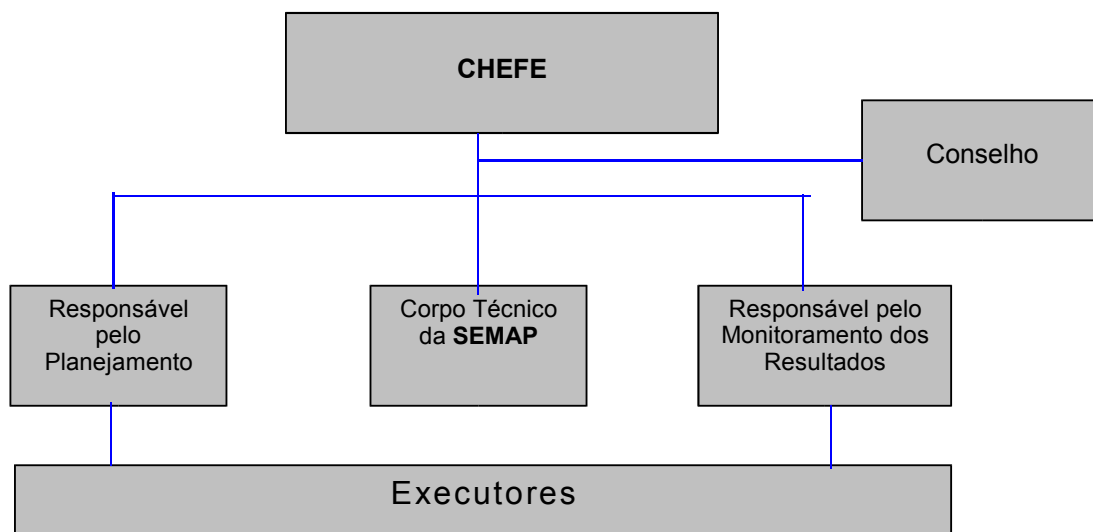 CHEFE
Conselho
Responsável
pelo
Planejamento
Corpo Técnico
da SEMAP
Responsável pelo
Monitoramento dos
Resultados
Executores